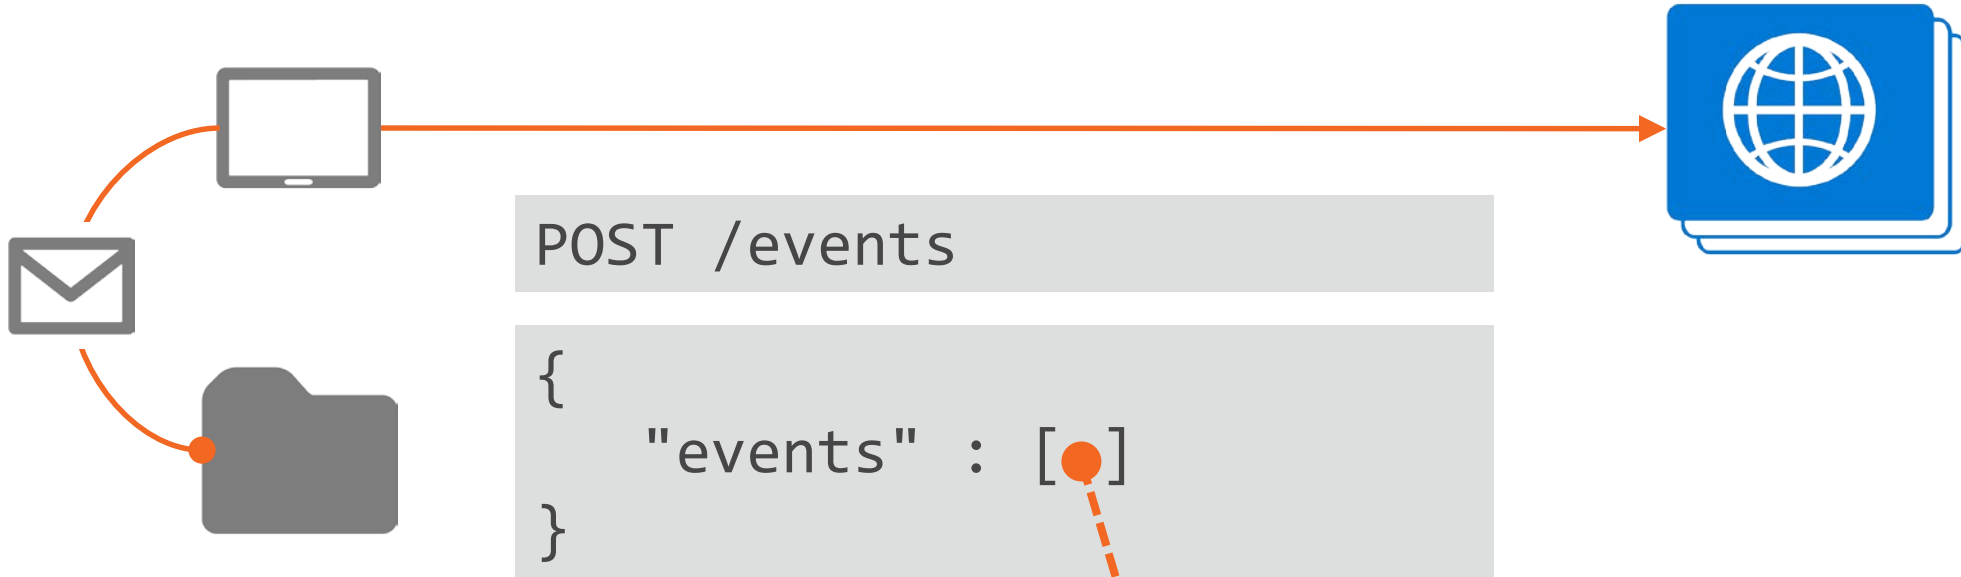 POST /events
{
"events" : [ ]
}